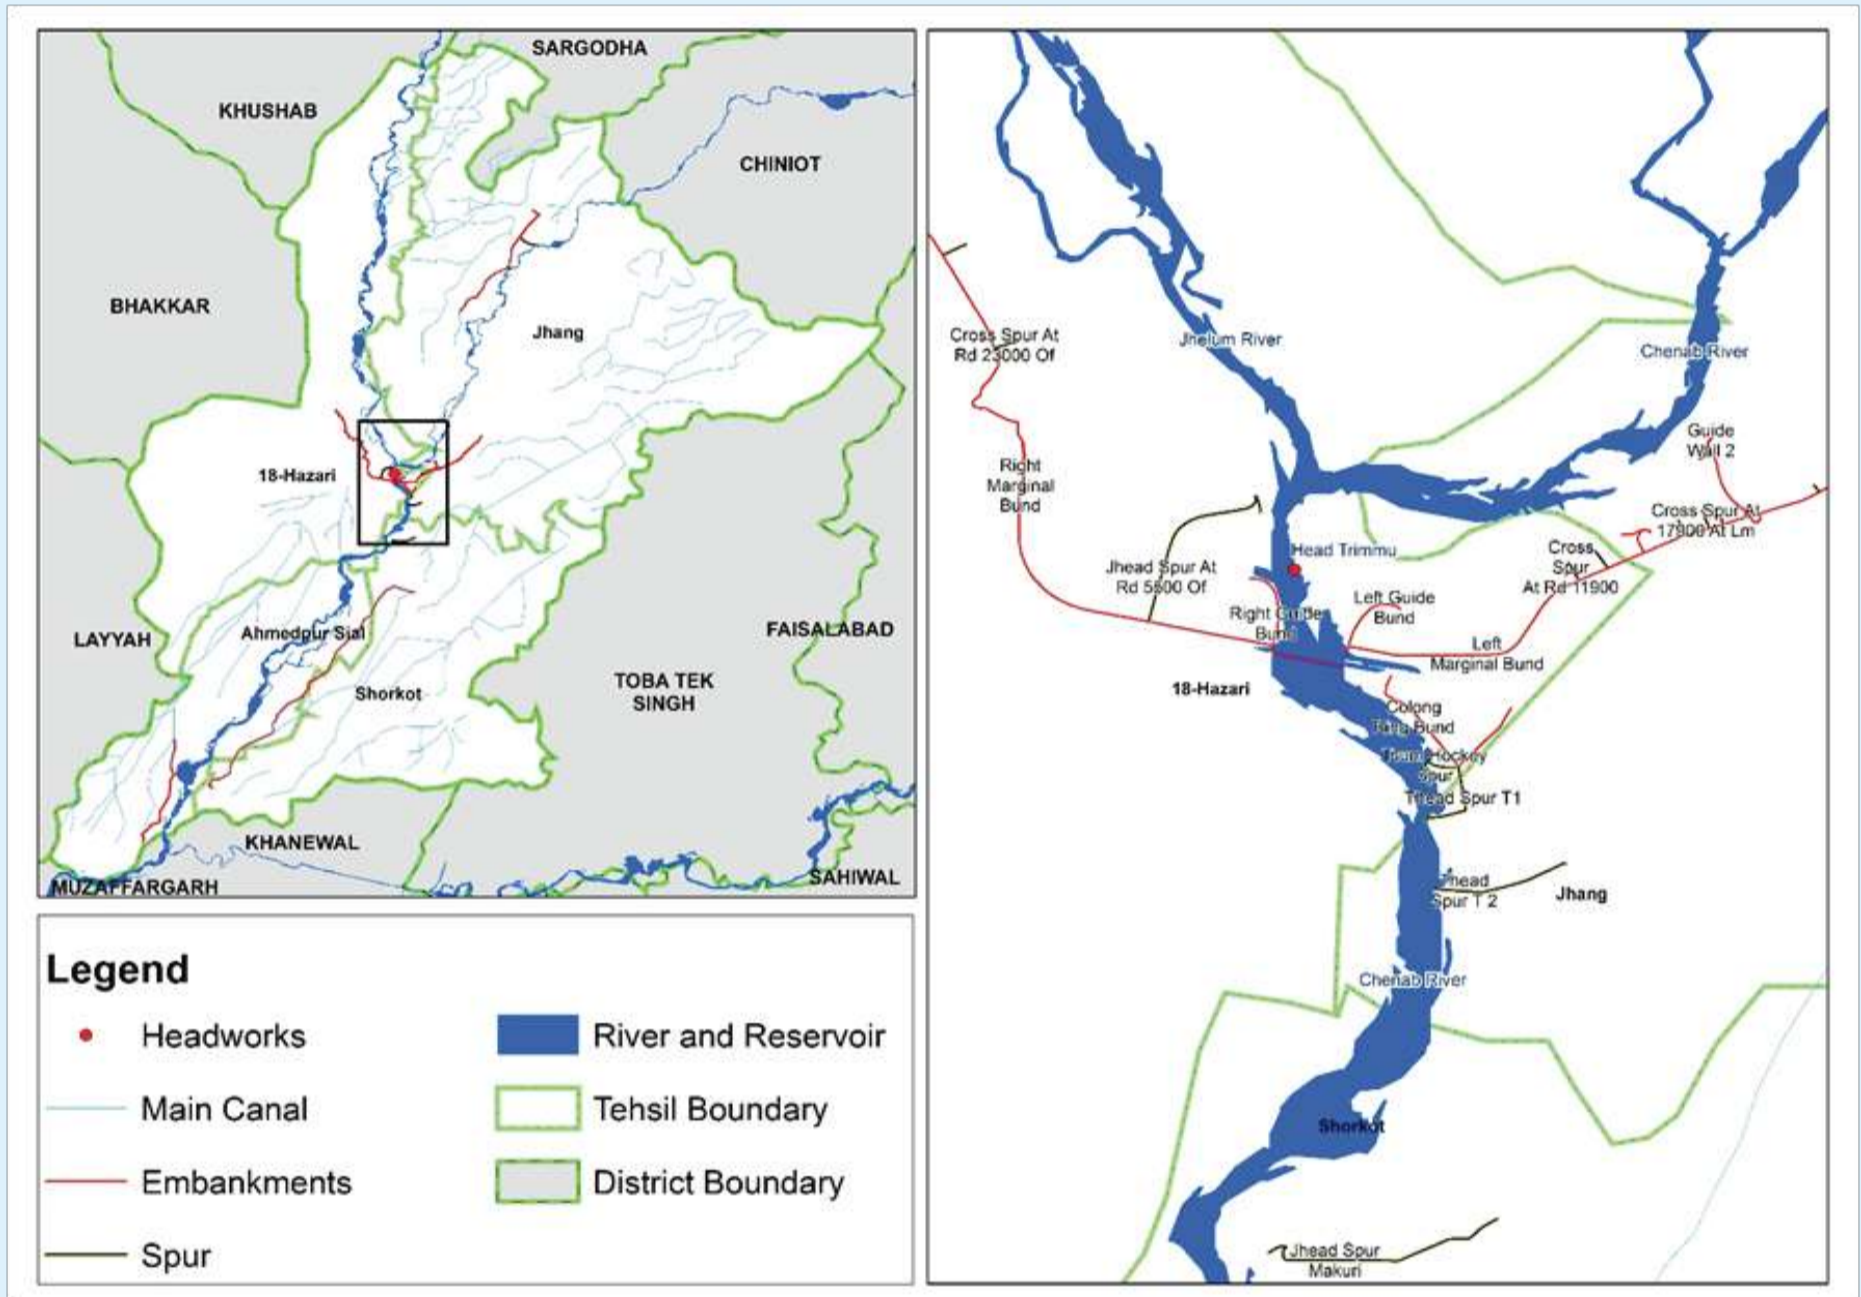 SARGODHA
KHUSHAB
CHINIOT
BHAKKAR
Jhang
18-Hazari
LAYYAH
Ahmedpur Sial
FAISALABAD
Shorkot
TOBA TEK
SINGH
KHANEWAL
MUZAFFARGARH
SAHIWAL
Legend
Headworks
Main Canal
Embankments
Spur
River and Reservoir
Tehsil Boundary
District Boundary
Cross Spur At
Rd 23000 Of
Jhelum River
Chenab River
Guide
Wall 2
Right
Marginal
Bund
Cross Spur At
17900 At Lm
Head Trimmu
Cross
Spur
At Rd 11900
Jhead Spur At
Rd 5500 Of
Left Guide
Bund
Right Guide
Bund
Left
Marginal Bund
18-Hazari
Colong
Ring Bund
Hockey
Spur
Thead Spur T1
Thead
Spur T 2
Jhang
Chenab River
Shorkot
Jhead Spur
Makuri